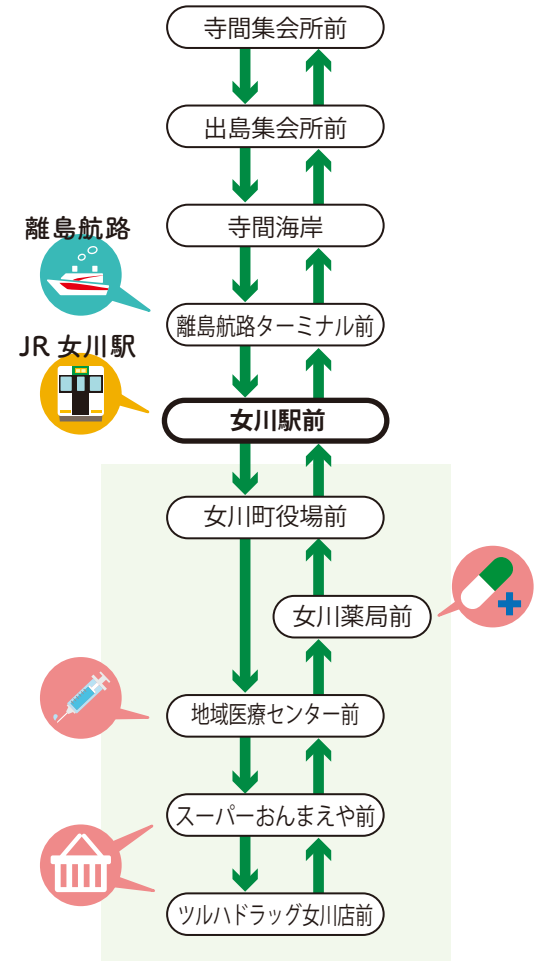 寺間集会所前
出島集会所前
寺間海岸
離島航路
離島航路ターミナル前
JR 女川駅
女川駅前
女川町役場前
女川薬局前
地域医療センター前
スーパーおんまえや前
ツルハドラッグ女川店前